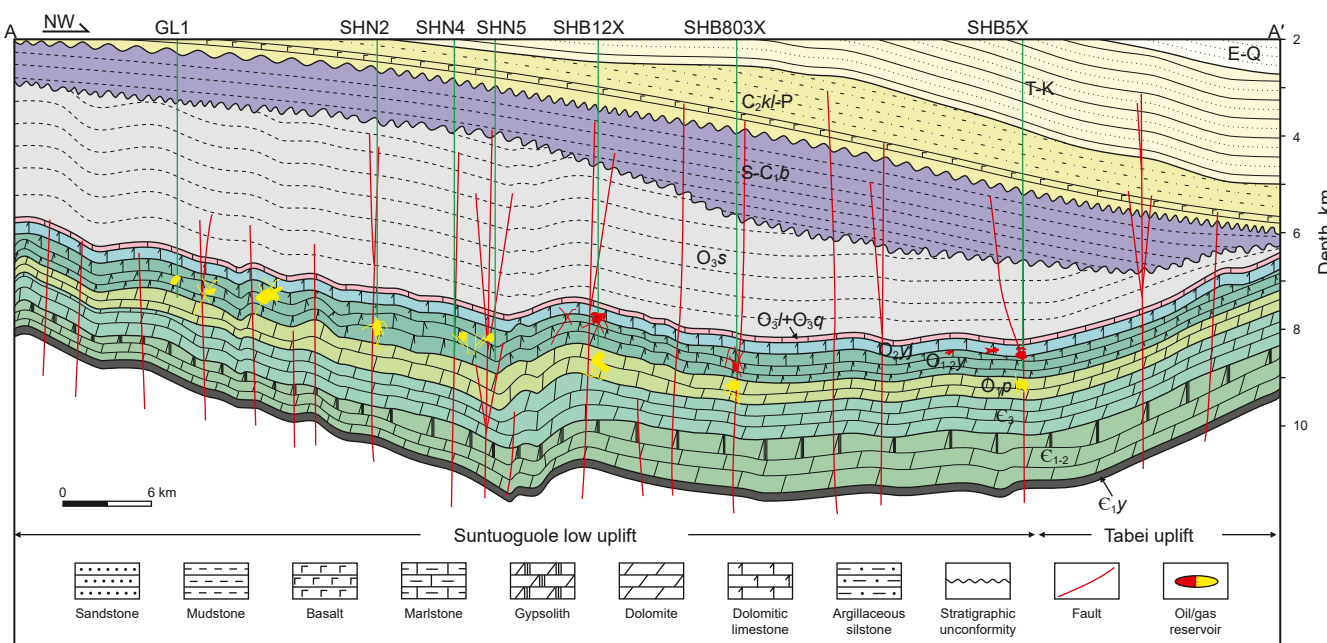 A NW GL1 SHN2 SHN4 SHN5 SHB12X SHB803X SHB5X A′
2
E-Q
T-K
C₂kl-P
4
S-C₁b
Depth, km
6
O₃s
8
O₃l+O₃q
O₂yj
O₁₋₂y
O₁p
Є₃
10
Є₁₋₂
0 6 km
Є₁y
Suntuoguole low uplift Tabei uplift
Sandstone Mudstone Basalt Marlstone Gypsolith Dolomite Dolomitic limestone Argillaceous silstone Stratigraphic unconformity Fault Oil/gas reservoir